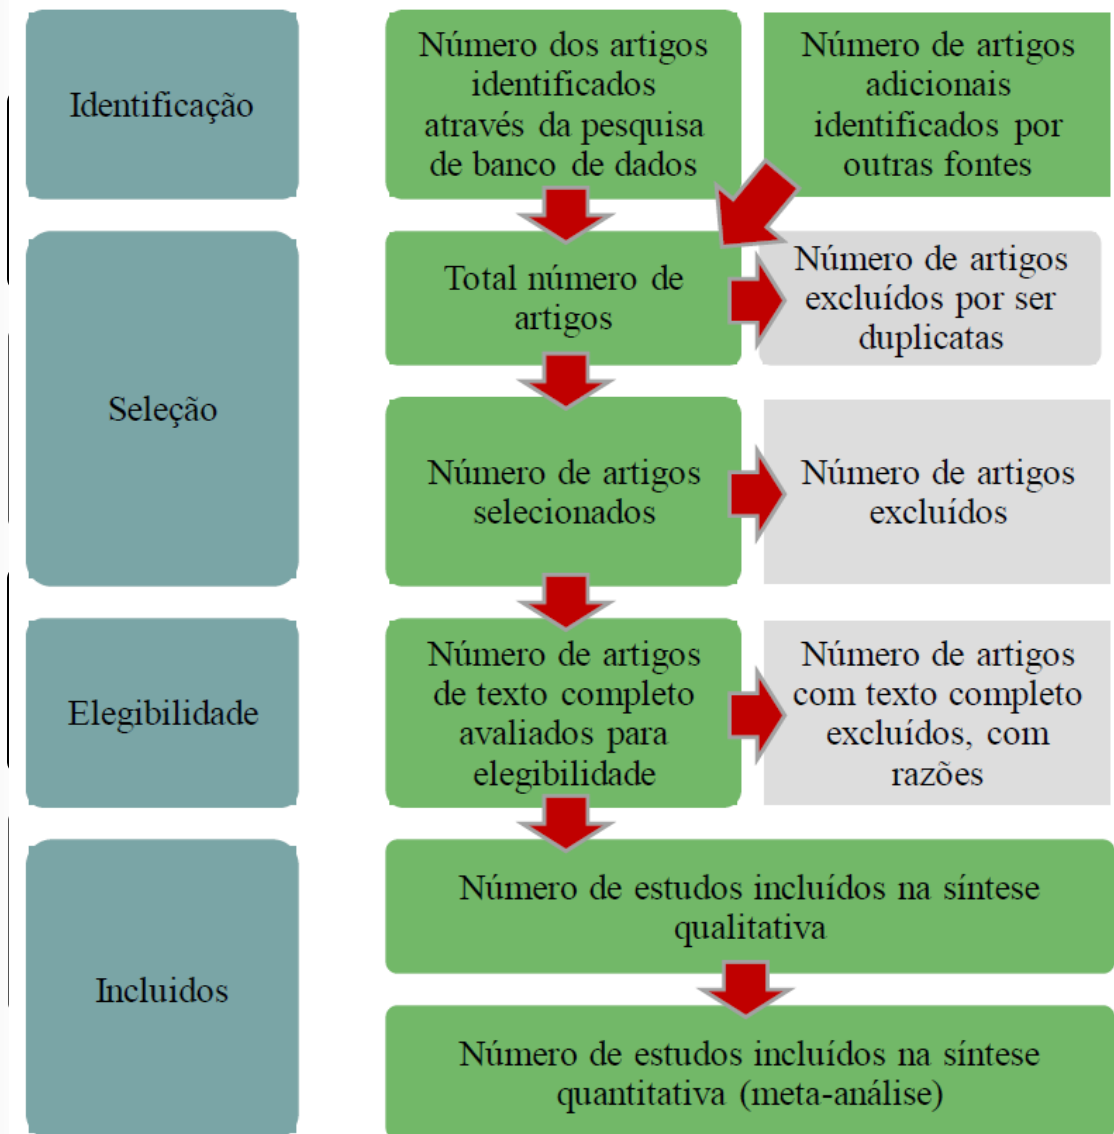 Identificação
Número dos artigos
identificados
através da pesquisa
de banco de dados
Número de artigos
adicionais
identificados por
outras fontes
Seleção
Total número de
artigos
Número de artigos
excluídos por ser
duplicatas
Número de artigos
selecionados
Número de artigos
excluídos
Elegibilidade
Número de artigos
de texto completo
avaliados para
elegibilidade
Número de artigos
com texto completo
excluídos, com
razões
Incluidos
Número de estudos incluídos na síntese
qualitativa
Número de estudos incluídos na síntese
quantitativa (meta-análise)